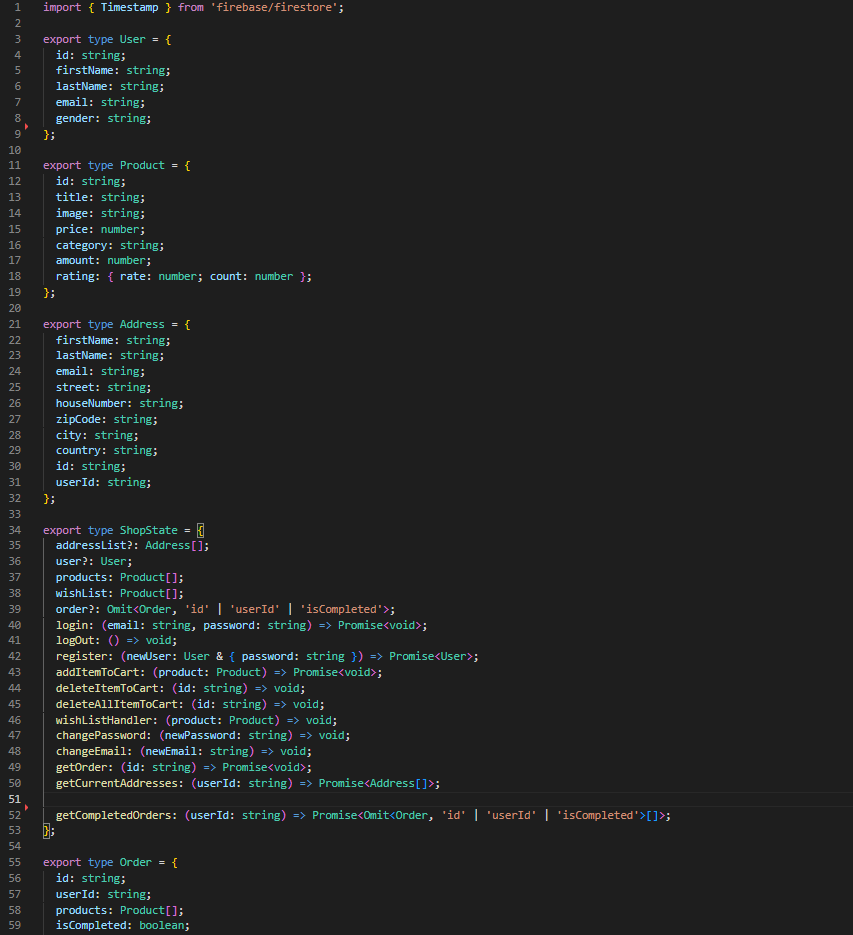 1 import { Timestamp } from 'firebase/firestore';
2
3 export type User = {
4 id: string;
5 firstName: string;
6 lastName: string;
7 email: string;
8 gender: string;
9 };
10
11 export type Product = {
12 id: string;
13 title: string;
14 image: string;
15 price: number;
16 category: string;
17 amount: number;
18 rating: { rate: number; count: number };
19 };
20
21 export type Address = {
22 firstName: string;
23 lastName: string;
24 email: string;
25 street: string;
26 houseNumber: string;
27 zipCode: string;
28 city: string;
29 country: string;
30 id: string;
31 userId: string;
32 };
33
34 export type ShopState = {
35 addressList?: Address[];
36 user?: User;
37 products: Product[];
38 wishList: Product[];
39 order?: Omit<Order, 'id' | 'userId' | 'isCompleted'>;
40 login: (email: string, password: string) => Promise<void>;
41 logOut: () => void;
42 register: (newUser: User & { password: string }) => Promise<User>;
43 addItemToCart: (product: Product) => Promise<void>;
44 deleteItemToCart: (id: string) => void;
45 deleteAllItemToCart: (id: string) => void;
46 wishListHandler: (product: Product) => void;
47 changePassword: (newPassword: string) => void;
48 changeEmail: (newEmail: string) => void;
49 getOrder: (id: string) => Promise<void>;
50 getCurrentAddresses: (userId: string) => Promise<Address[]>;
51
52 getCompletedOrders: (userId: string) => Promise<Omit<Order, 'id' | 'userId' | 'isCompleted'>[]>;
53 };
54
55 export type Order = {
56 id: string;
57 userId: string;
58 products: Product[];
59 isCompleted: boolean;